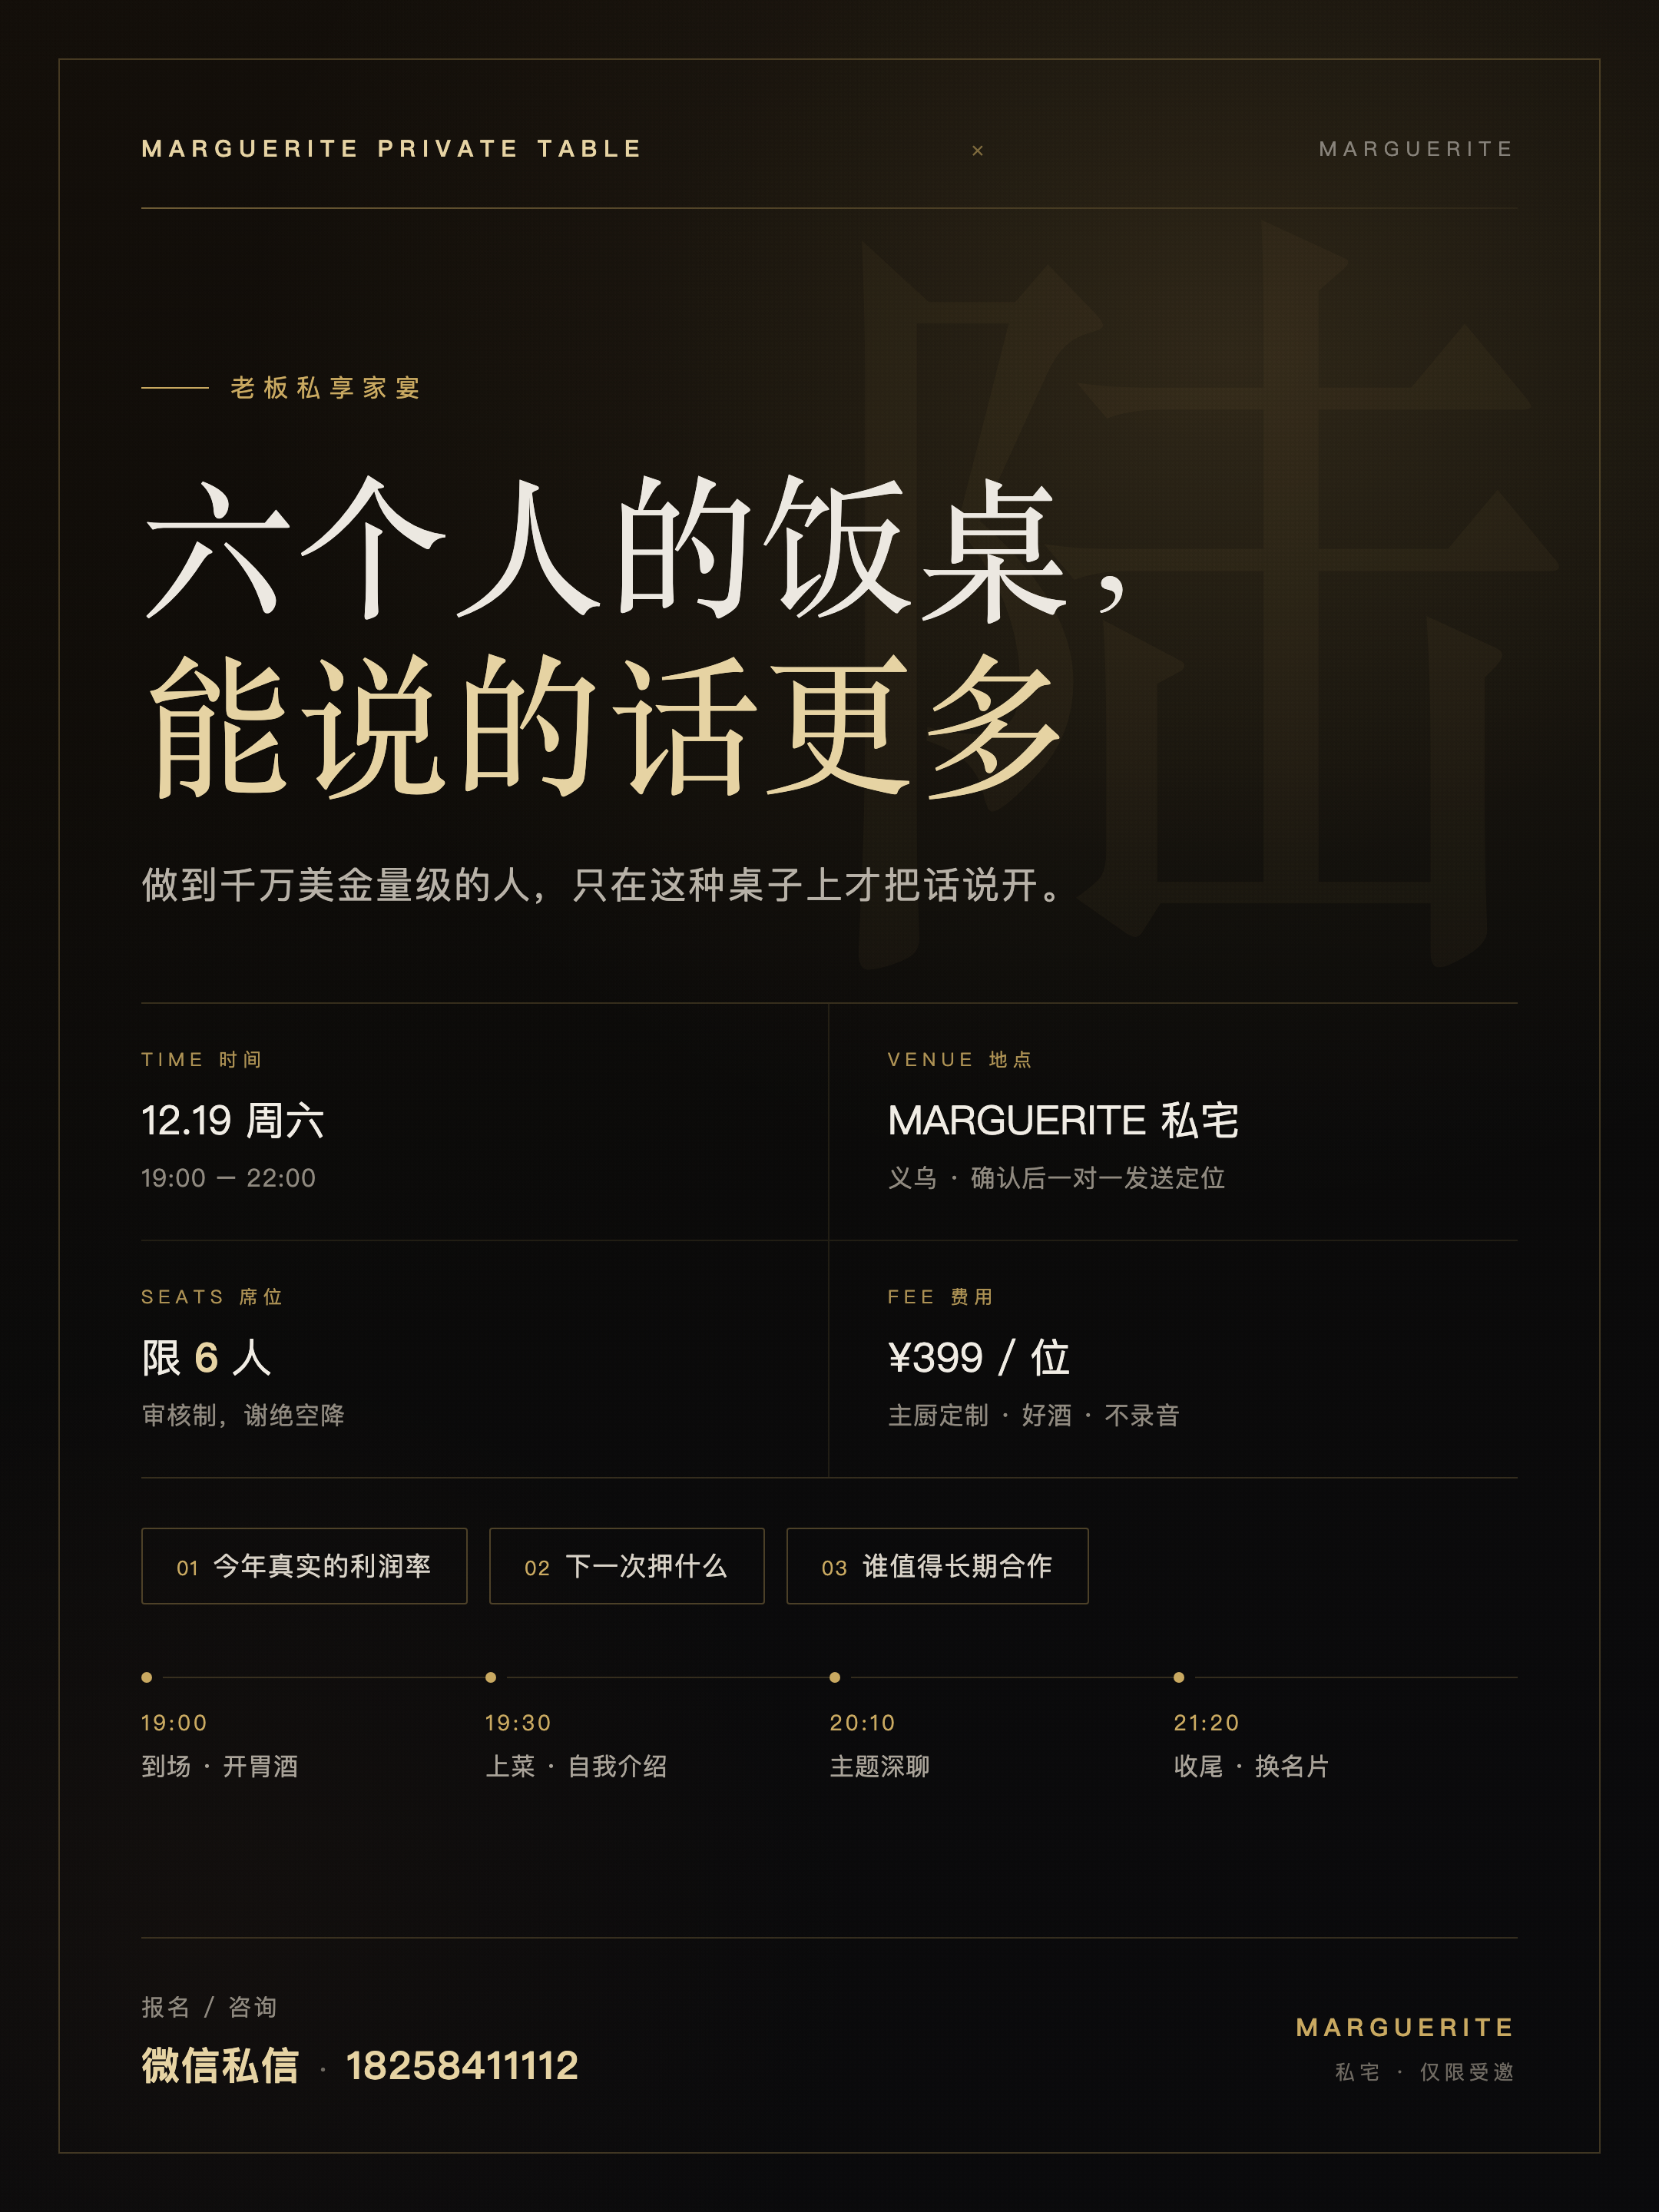 MARGUERITE PRIVATE TABLE × MARGUERITE
陆
老板私享家宴
六个人的饭桌，
能说的话更多
做到千万美金量级的人，只在这种桌子上才把话说开。
TIME 时间
12.19 周六
19:00 — 22:00
VENUE 地点
MARGUERITE 私宅
义乌 · 确认后一对一发送定位
SEATS 席位
限 6 人
审核制，谢绝空降
FEE 费用
¥399 / 位
主厨定制 · 好酒 · 不录音
01 今年真实的利润率
02 下一次押什么
03 谁值得长期合作
19:00
到场 · 开胃酒
19:30
上菜 · 自我介绍
20:10
主题深聊
21:20
收尾 · 换名片
报名 / 咨询
微信私信 · 18258411112
MARGUERITE
私宅 · 仅限受邀